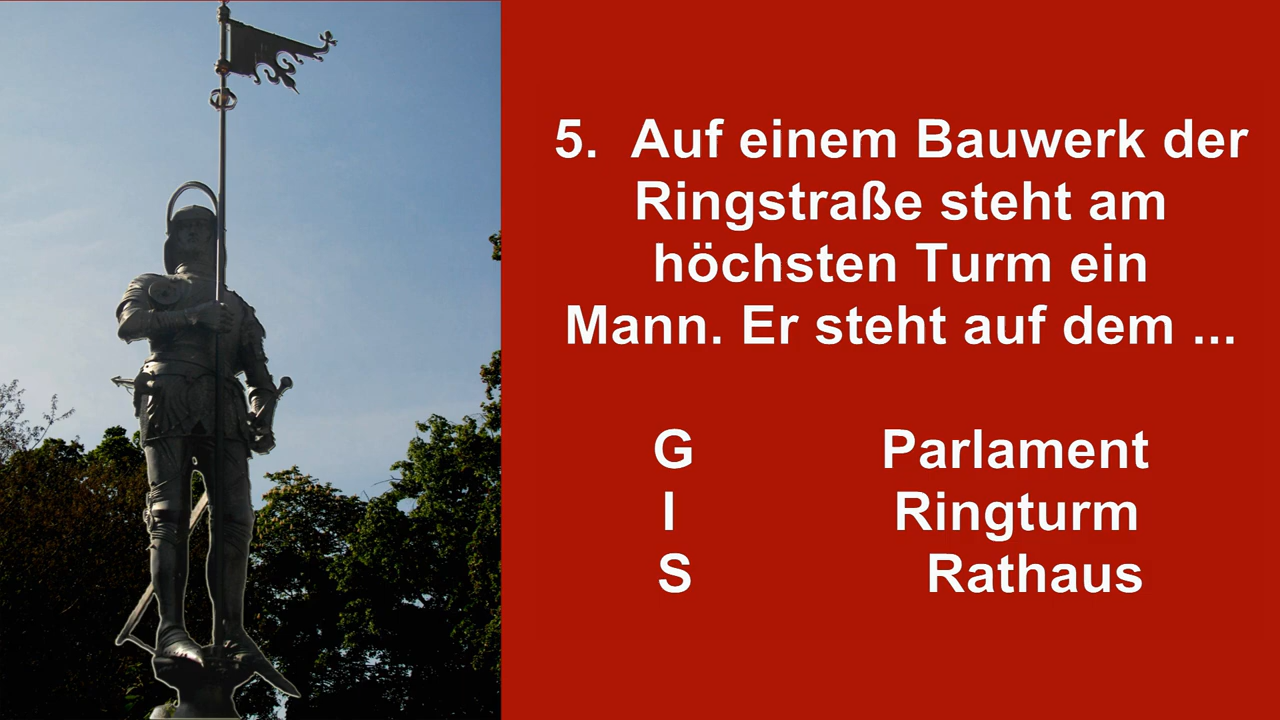 5. Auf einem Bauwerk der
Ringstraße steht am
höchsten Turm ein
Mann. Er steht auf dem ...
G Parlament
I Ringturm
S Rathaus